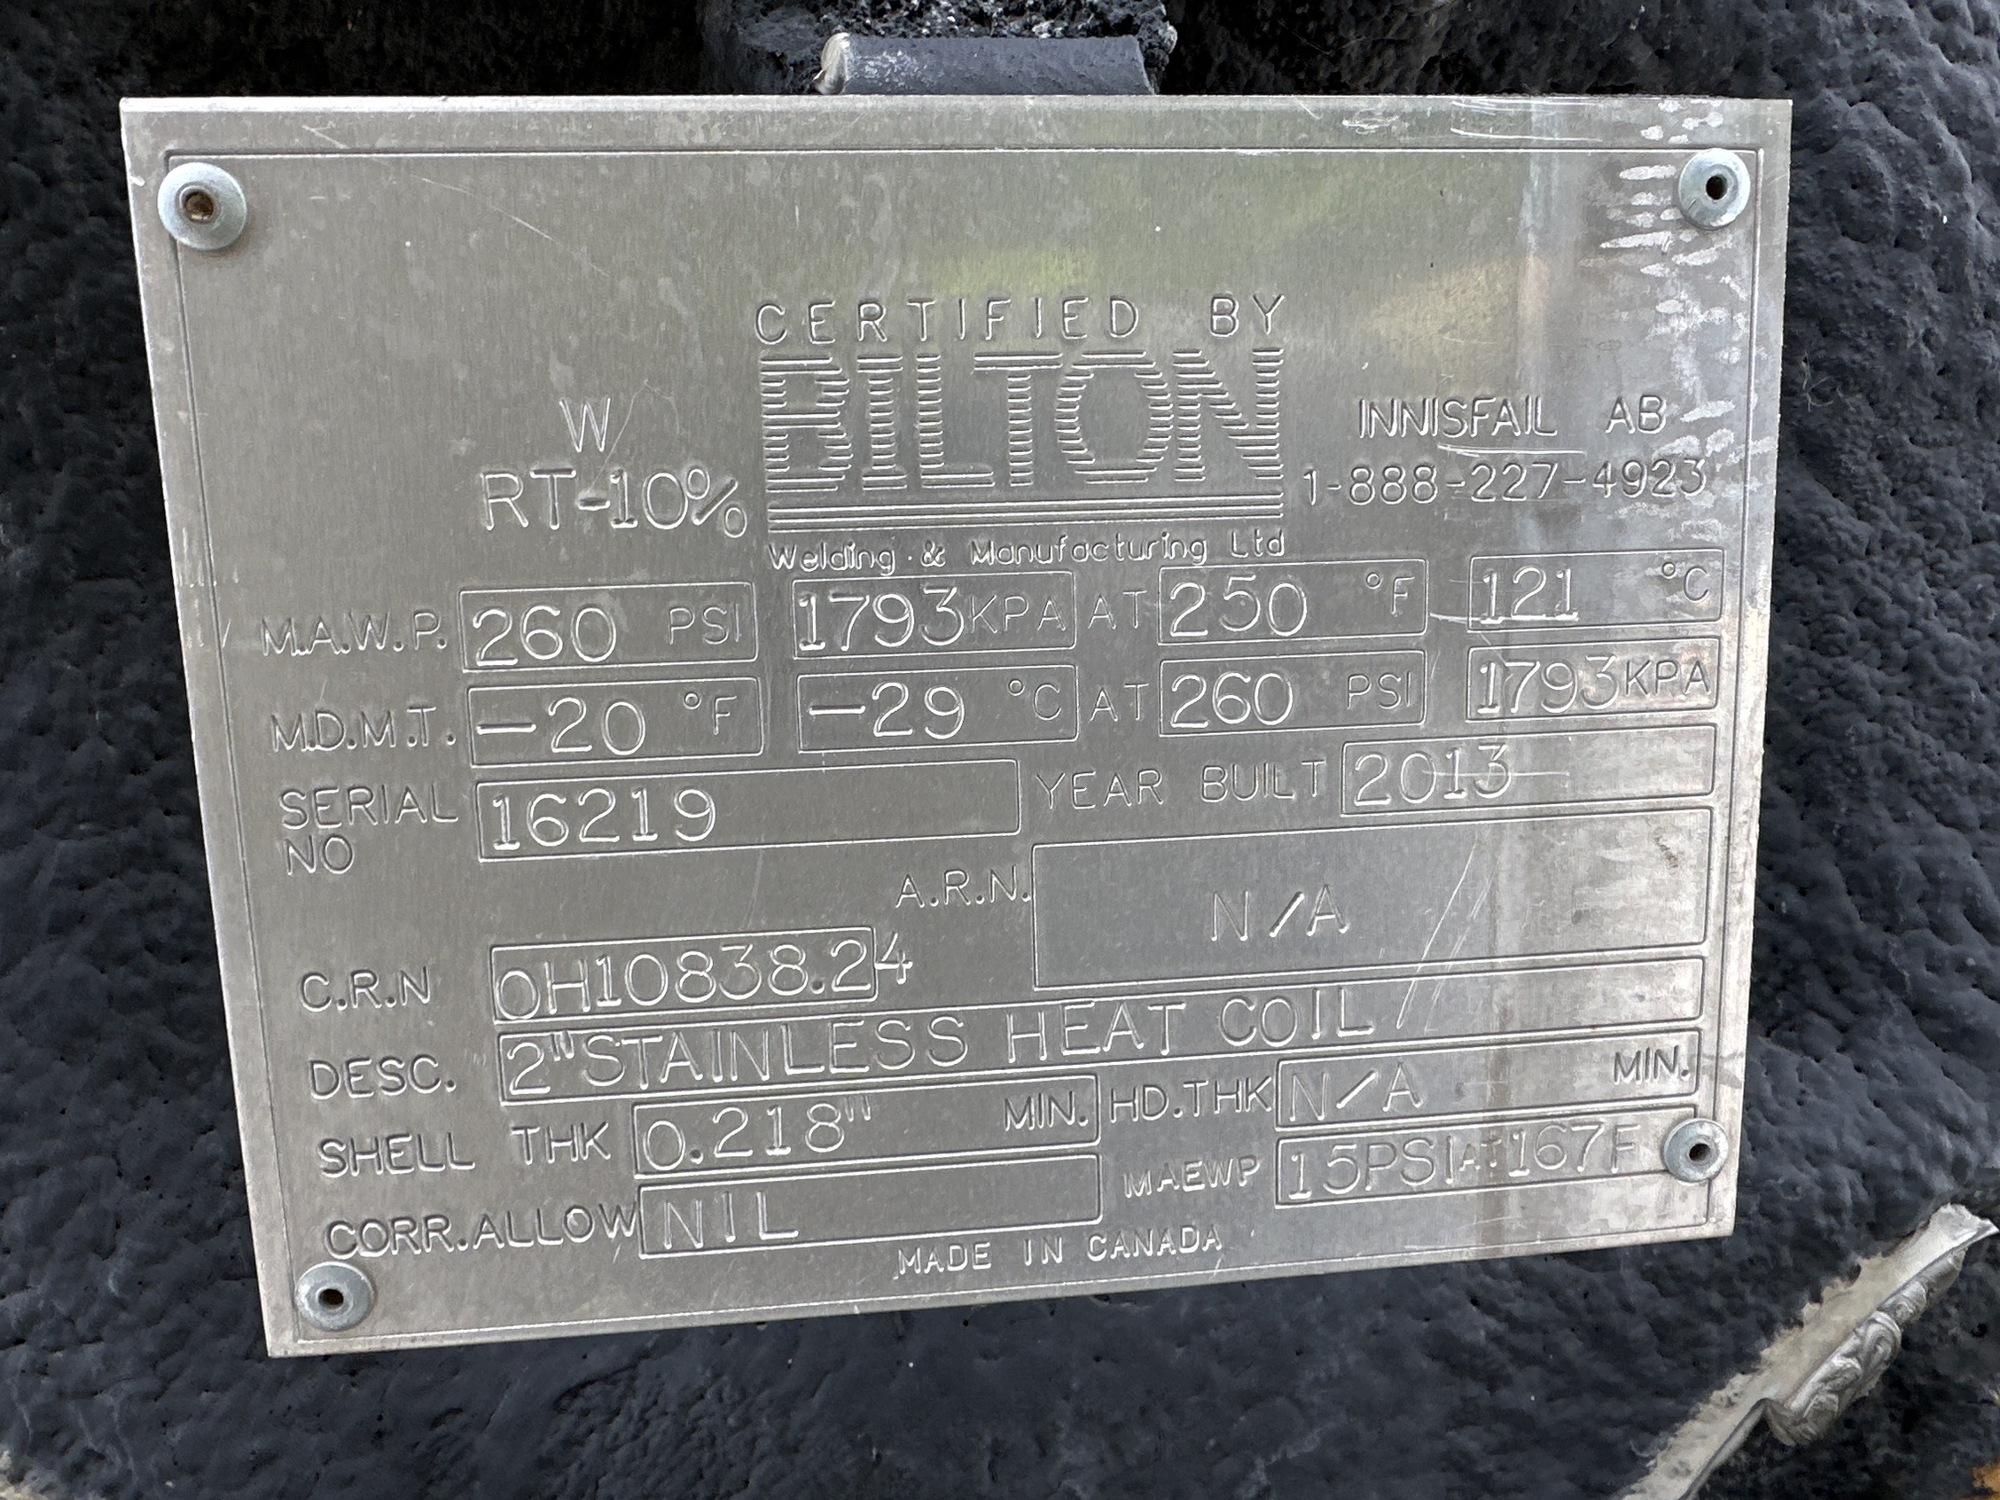 CERTIFIED BY
BILTON
Welding & Manufacturing Ltd
W
RT-10%
INNISFAIL AB
1-888-227-4923
M.A.W.P. 260 PSI 1793 KPA AT 250 °F 121 °C
M.D.M.T. -20 °F -29 °C AT 260 PSI 1793 KPA
SERIAL NO 16219 YEAR BUILT 2013
A.R.N. N/A
C.R.N 0H10838.24
DESC. 2" STAINLESS HEAT COIL
SHELL THK 0.218" MIN. HD.THK N/A MIN.
CORR.ALLOW NIL MAEWP 15PSI AT 167F
MADE IN CANADA